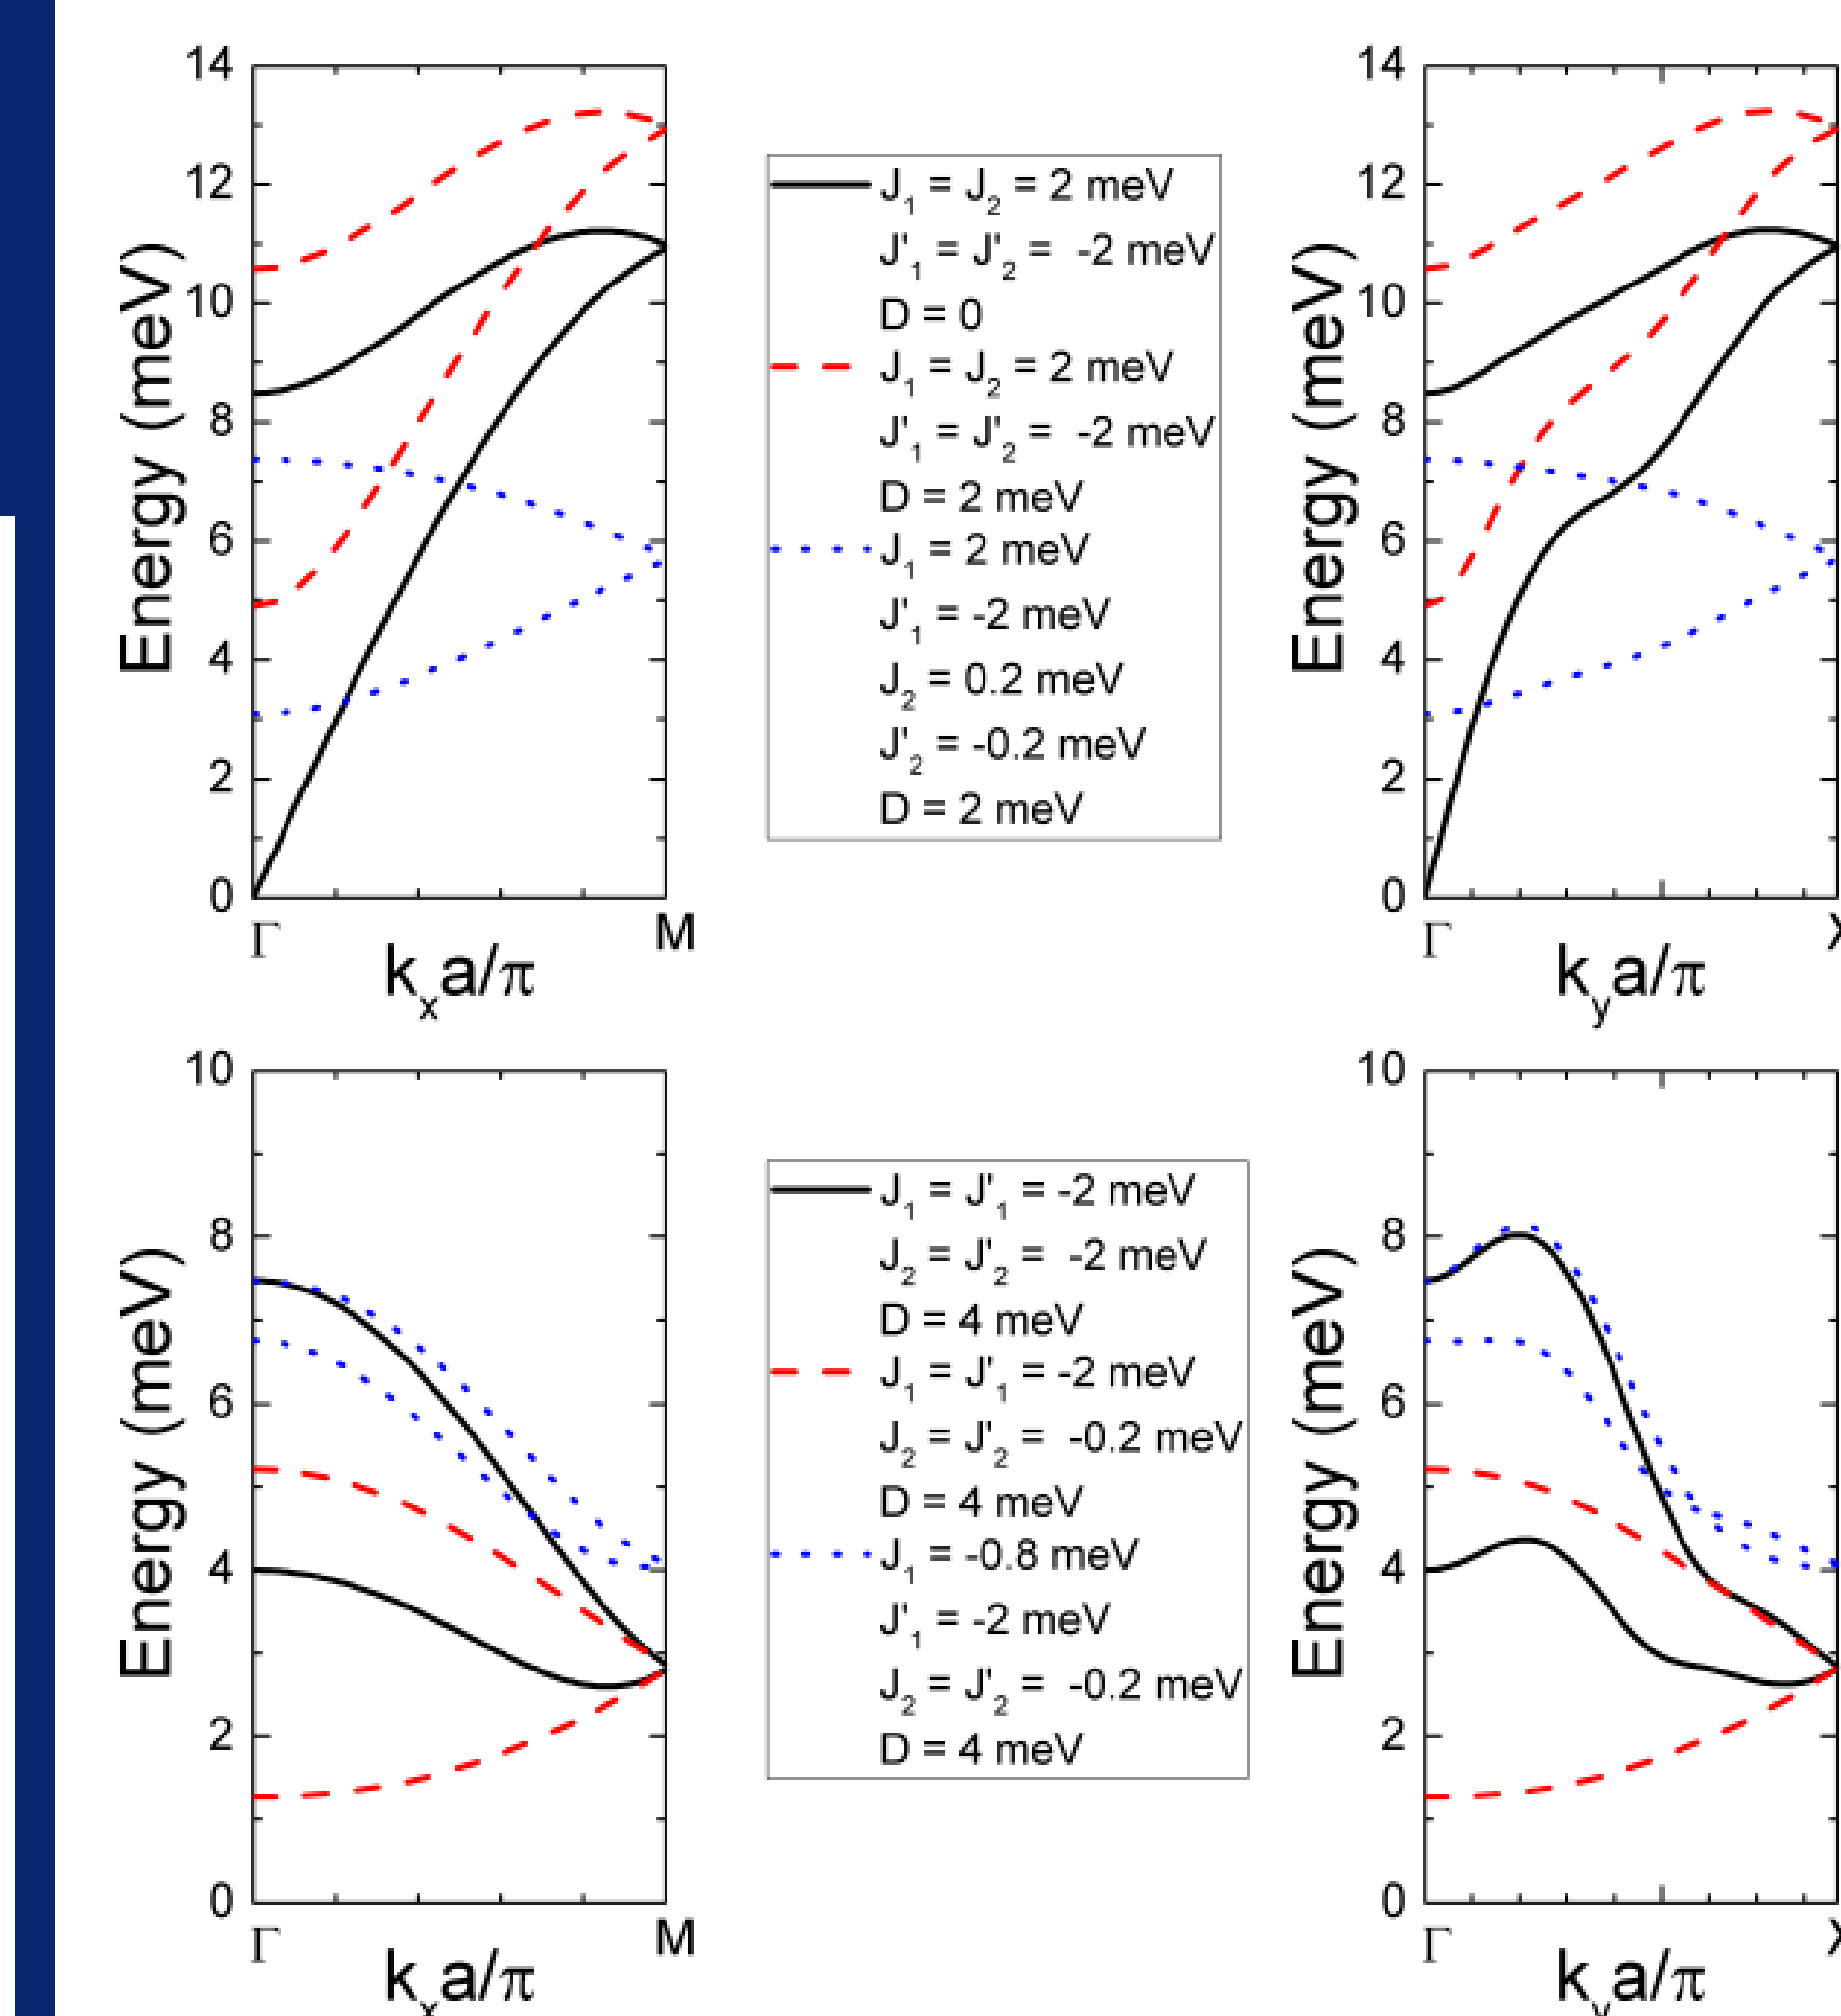 14
12
10
8
6
4
2
0
Energy (meV)
Γ
M
kₓa/π
J₁ = J₂ = 2 meV
J'₁ = J'₂ = -2 meV
D = 0
J₁ = J₂ = 2 meV
J'₁ = J'₂ = -2 meV
D = 2 meV
J₁ = 2 meV
J'₁ = -2 meV
J₂ = 0.2 meV
J'₂ = -0.2 meV
D = 2 meV
14
12
10
8
6
4
2
0
Energy (meV)
Γ
k_y a/π
10
8
6
4
2
0
Energy (meV)
Γ
M
kₓa/π
J₁ = J'₁ = -2 meV
J₂ = J'₂ = -2 meV
D = 4 meV
J₁ = J'₁ = -2 meV
J₂ = J'₂ = -0.2 meV
D = 4 meV
J₁ = -0.8 meV
J'₁ = -2 meV
J₂ = J'₂ = -0.2 meV
D = 4 meV
10
8
6
4
2
0
Energy (meV)
Γ
k_y a/π